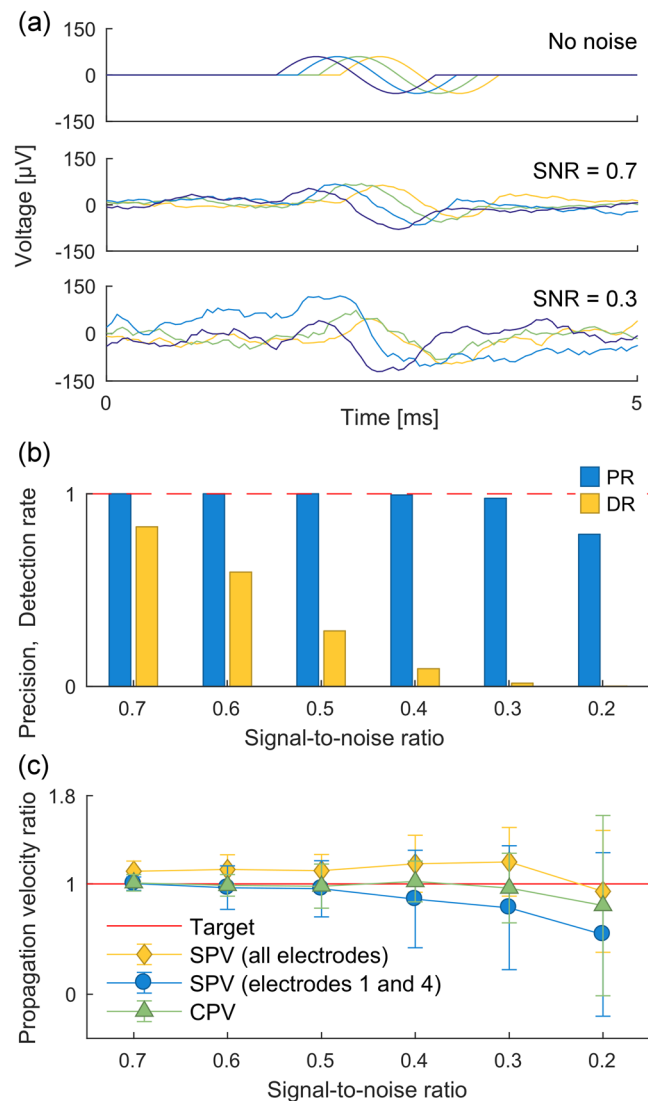 (a)
150
0
-150
No noise
150
0
-150
SNR = 0.7
150
0
-150
SNR = 0.3
Voltage [µV]
0
5
Time [ms]
(b)
1
0
PR
DR
Precision, Detection rate
0.7 0.6 0.5 0.4 0.3 0.2
Signal-to-noise ratio
(c)
1.8
1
0
Propagation velocity ratio
Target
SPV (all electrodes)
SPV (electrodes 1 and 4)
CPV
0.7 0.6 0.5 0.4 0.3 0.2
Signal-to-noise ratio